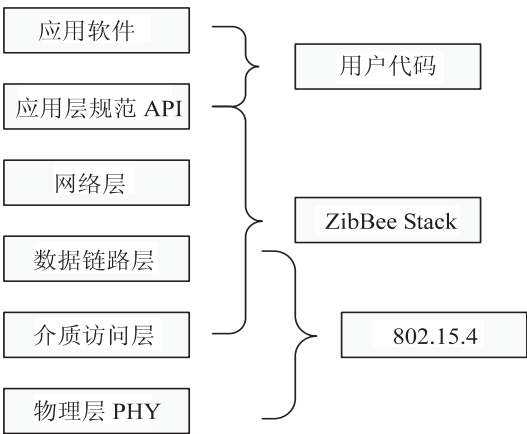 应用软件
应用层规范 API
网络层
数据链路层
介质访问层
物理层 PHY
用户代码
ZibBee Stack
802.15.4